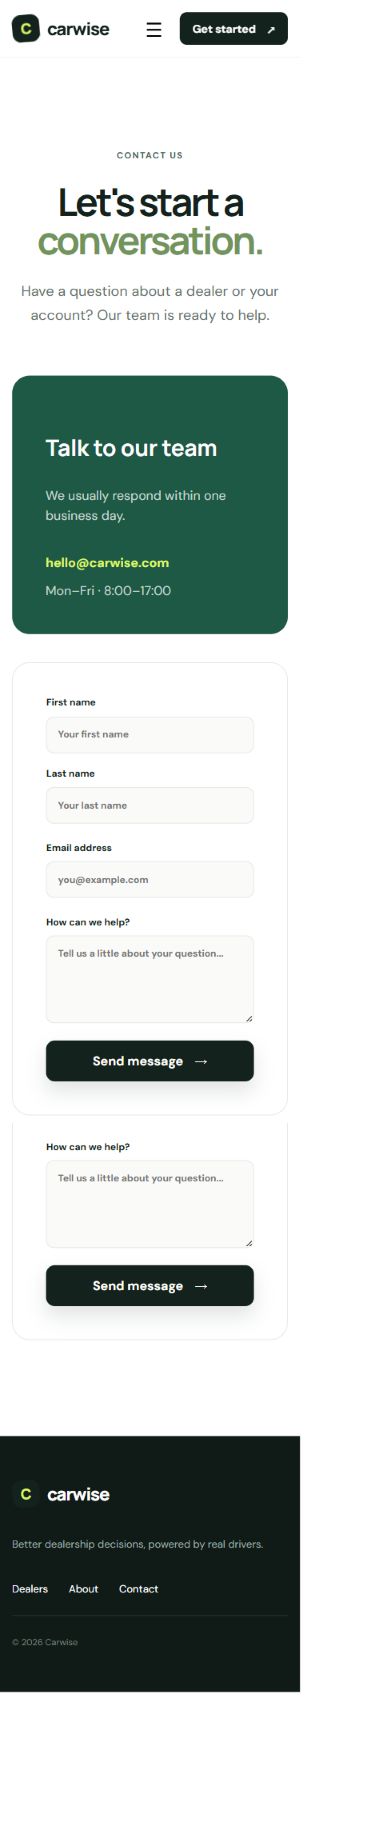 C carwise
☰
Get started ↗
CONTACT US
Let's start a
conversation.
Have a question about a dealer or your
account? Our team is ready to help.
Talk to our team
We usually respond within one
business day.
hello@carwise.com
Mon–Fri · 8:00–17:00
First name
Your first name
Last name
Your last name
Email address
you@example.com
How can we help?
Tell us a little about your question...
Send message →
How can we help?
Tell us a little about your question...
Send message →
C carwise
Better dealership decisions, powered by real drivers.
Dealers About Contact
© 2026 Carwise